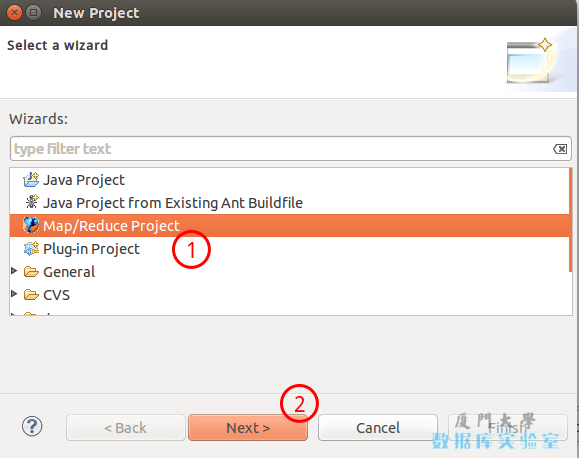 New Project
Select a wizard
Wizards:
type filter text
Java Project
Java Project from Existing Ant Buildfile
Map/Reduce Project
1
Plug-in Project
General
CVS
2
? < Back Next > Cancel Finish
厦門大學
数据库实验室